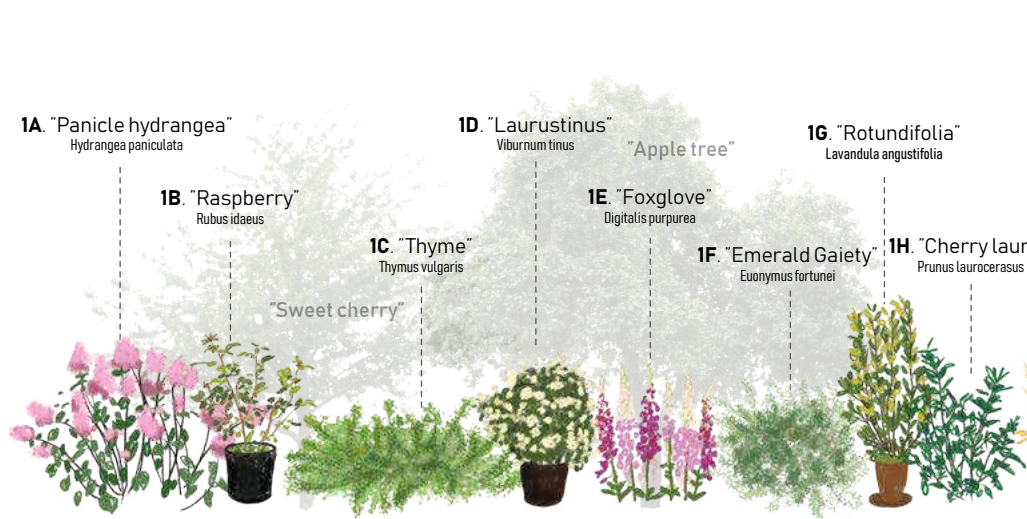 1A. "Panicle hydrangea"
Hydrangea paniculata
1B. "Raspberry"
Rubus idaeus
1C. "Thyme"
Thymus vulgaris
"Sweet cherry"
1D. "Laurustinus"
Viburnum tinus
"Apple tree"
1E. "Foxglove"
Digitalis purpurea
1F. "Emerald Gaiety"
Euonymus fortunei
1G. "Rotundifolia"
Lavandula angustifolia
1H. "Cherry laur
Prunus laurocerasus